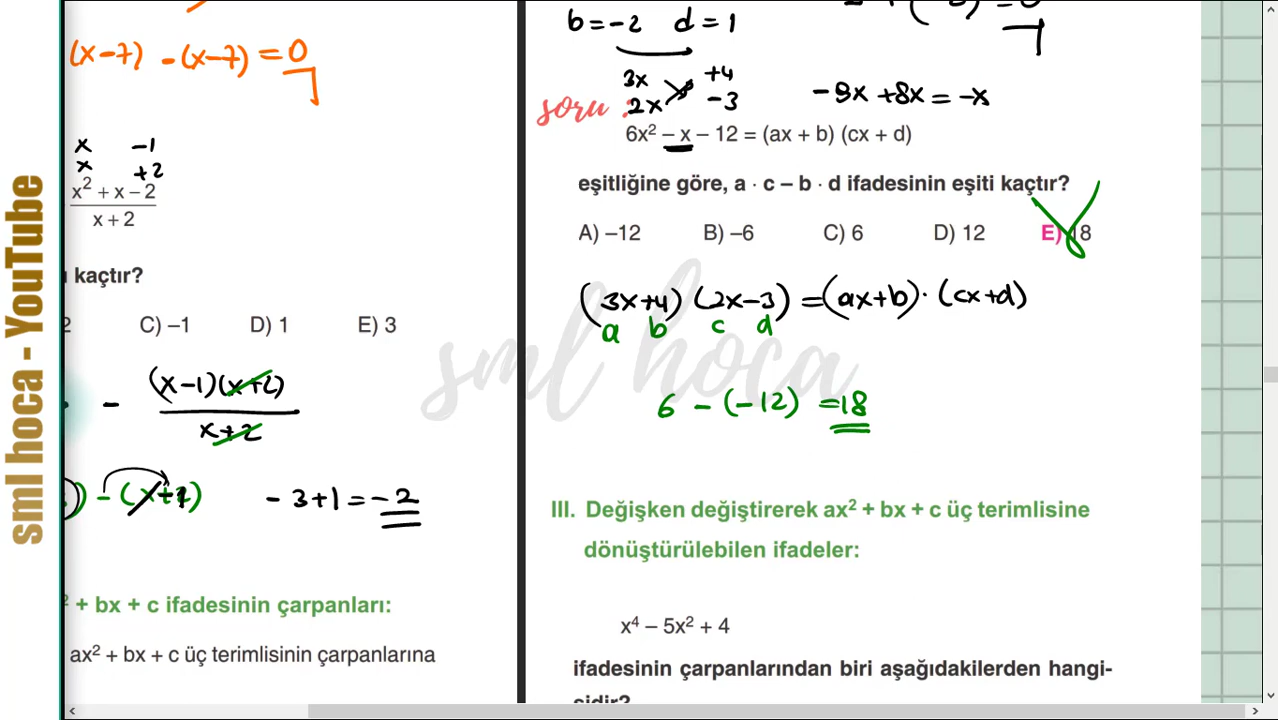 sml hoca - YouTube
(x-7) -(x-7) = 0
x -1
x +2
x² + x – 2
x + 2
kaçtır?
2 C) –1 D) 1 E) 3
- (x-1)(x+2)
x+2
- 3+1 = -2
² + bx + c ifadesinin çarpanları:
ax² + bx + c üç terimlisinin çarpanlarına
b = -2 d = 1
3x +4
2x -3
-9x +8x = -x
soru :
6x² – x – 12 = (ax + b) (cx + d)
eşitliğine göre, a · c – b · d ifadesinin eşiti kaçtır?
A) –12 B) –6 C) 6 D) 12 E) 18
(3x+4) (2x-3) = (ax+b) · (cx+d)
a b c d
sml hoca
6 - (-12) = 18
III. Değişken değiştirerek ax² + bx + c üç terimlisine
dönüştürülebilen ifadeler:
x⁴ – 5x² + 4
ifadesinin çarpanlarından biri aşağıdakilerden hangi-
sidir?